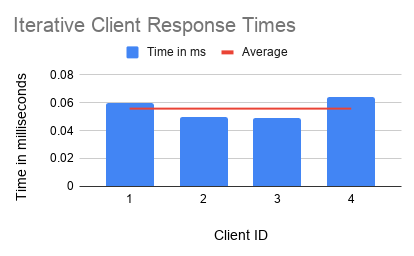 Iterative Client Response Times
Time in ms Average
Time in milliseconds
0.08
0.06
0.04
0.02
0
1 2 3 4
Client ID